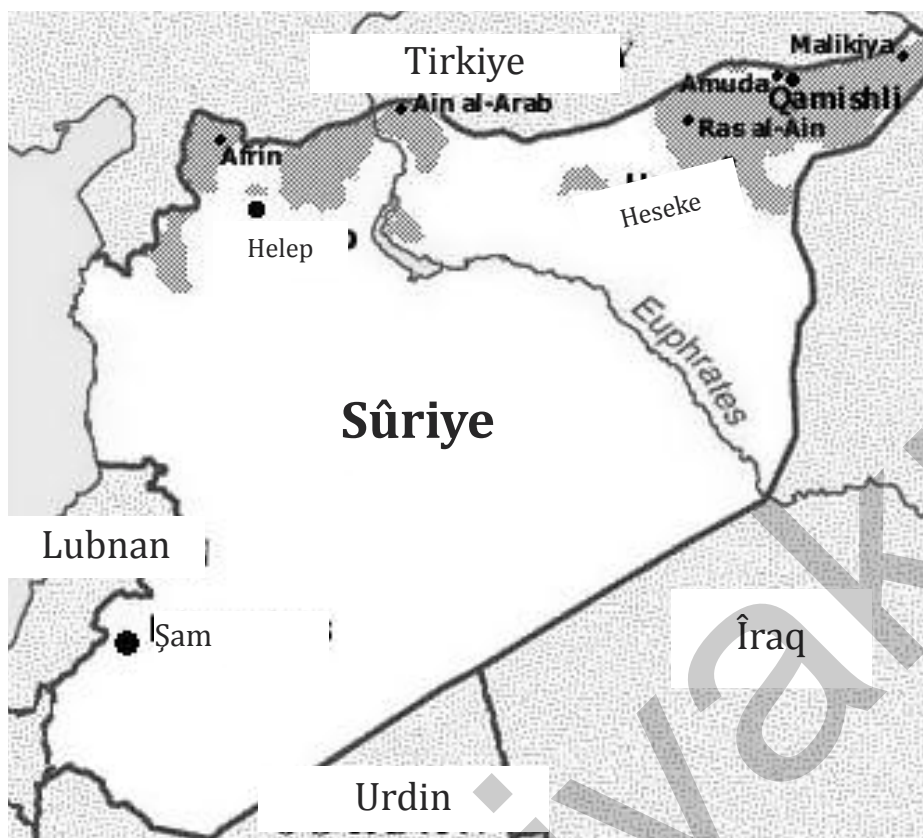 Malikiya
Tirkiye
Amuda
Qamishli
Ain al-Arab
Ras al-Ain
Afrin
Heseke
Helep
Euphrates
Sûriye
Lubnan
Şam
Îraq
Urdin